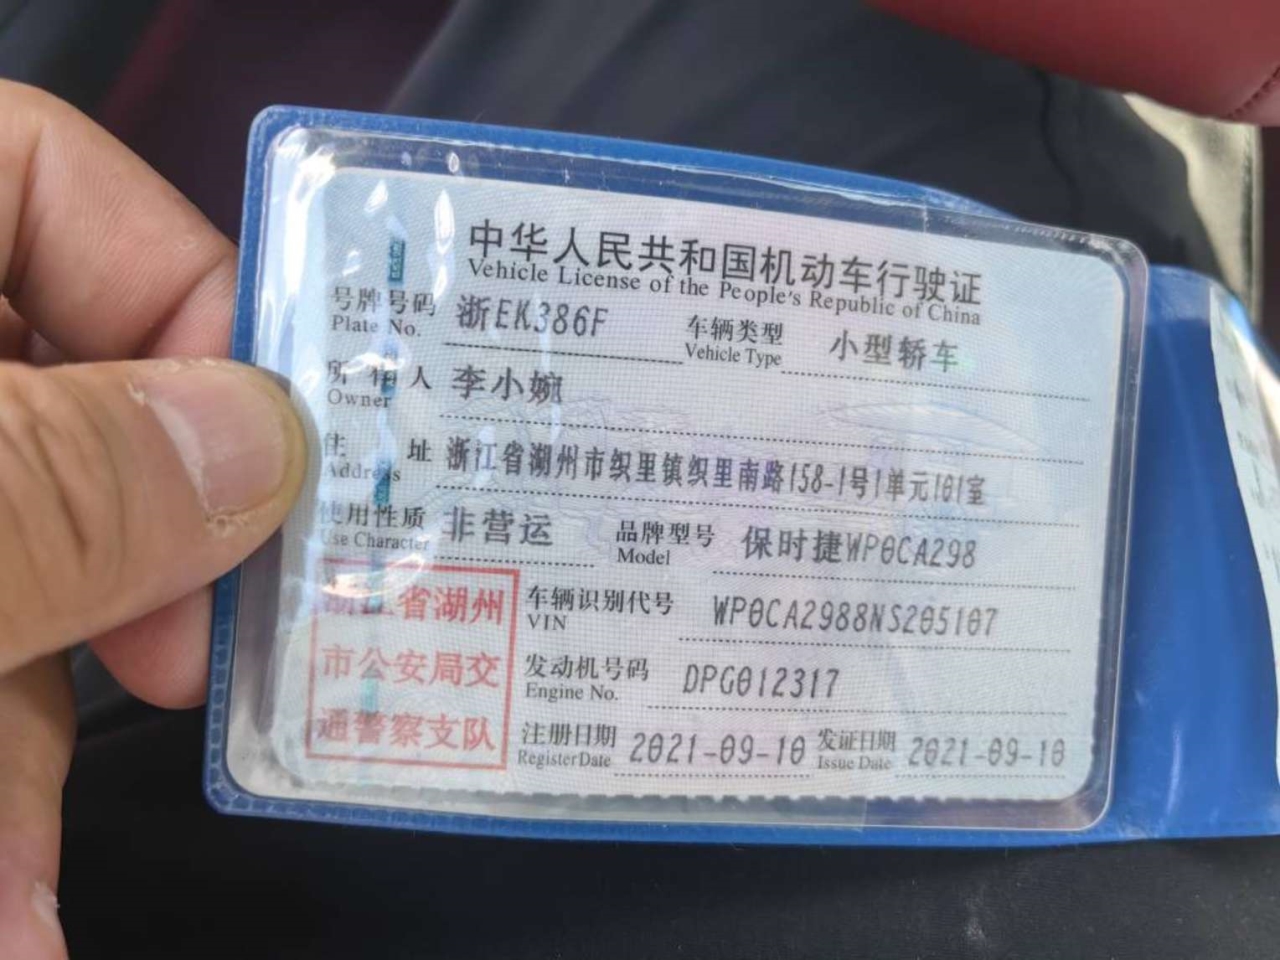 中华人民共和国机动车行驶证
Vehicle License of the People's Republic of China
号牌号码 浙EK386F 车辆类型 小型轿车
Plate No. Vehicle Type
所有人 李小婉
Owner
住址 浙江省湖州市织里镇织里南路158-1号1单元101室
Address
使用性质 非营运 品牌型号 保时捷WP0CA298
Use Character Model
浙江省湖州
市公安局交
通警察支队
车辆识别代号 WP0CA2988NS205107
VIN
发动机号码 DPG012317
Engine No.
注册日期 2021-09-10 发证日期 2021-09-10
Register Date Issue Date